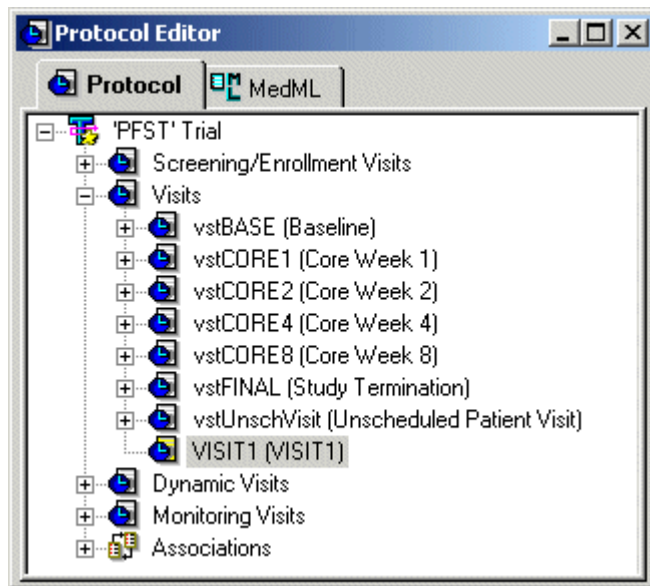 Protocol Editor
Protocol MedML
'PFST' Trial
Screening/Enrollment Visits
Visits
vstBASE (Baseline)
vstCORE1 (Core Week 1)
vstCORE2 (Core Week 2)
vstCORE4 (Core Week 4)
vstCORE8 (Core Week 8)
vstFINAL (Study Termination)
vstUnschVisit (Unscheduled Patient Visit)
VISIT1 (VISIT1)
Dynamic Visits
Monitoring Visits
Associations